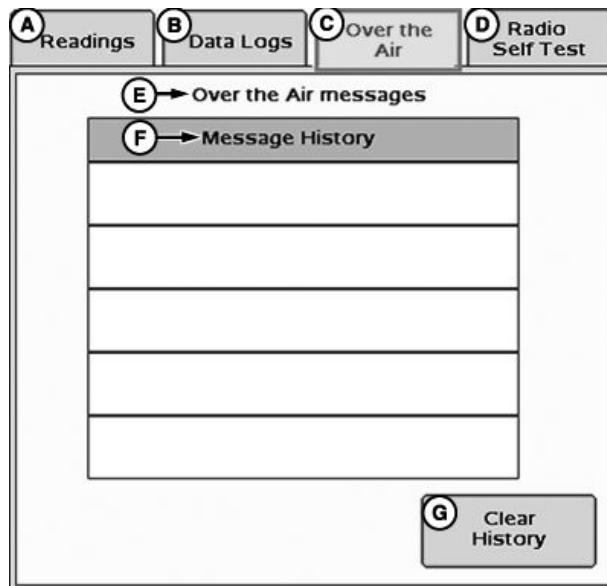 A Readings
B Data Logs
C Over the
Air
D Radio
Self Test
E Over the Air messages
F Message History
G Clear
History